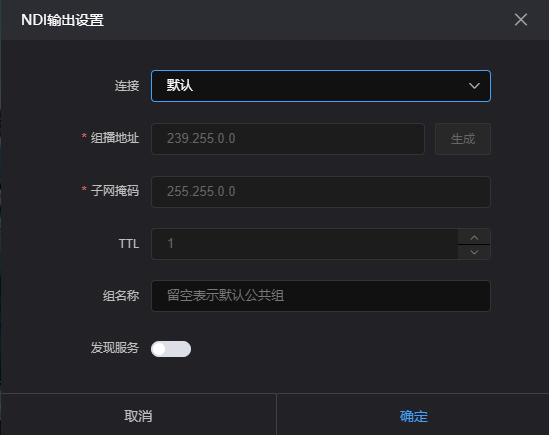 NDI输出设置
连接 默认
* 组播地址 239.255.0.0 生成
* 子网掩码 255.255.0.0
TTL 1
组名称 留空表示默认公共组
发现服务
取消 确定